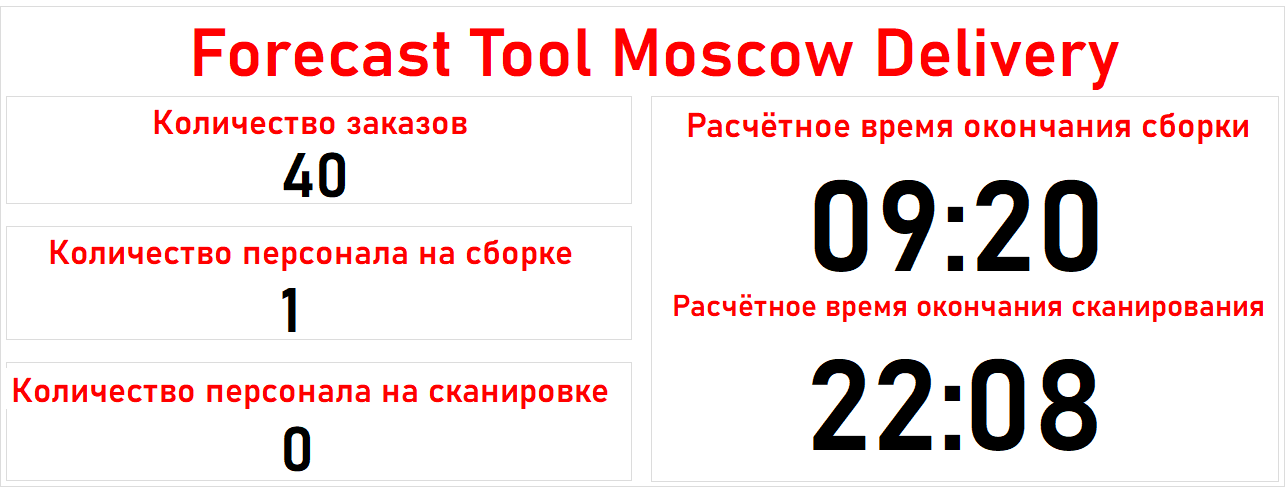 Forecast Tool Moscow Delivery
Количество заказов
40
Количество персонала на сборке
1
Количество персонала на сканировке
0
Расчётное время окончания сборки
09:20
Расчётное время окончания сканирования
22:08